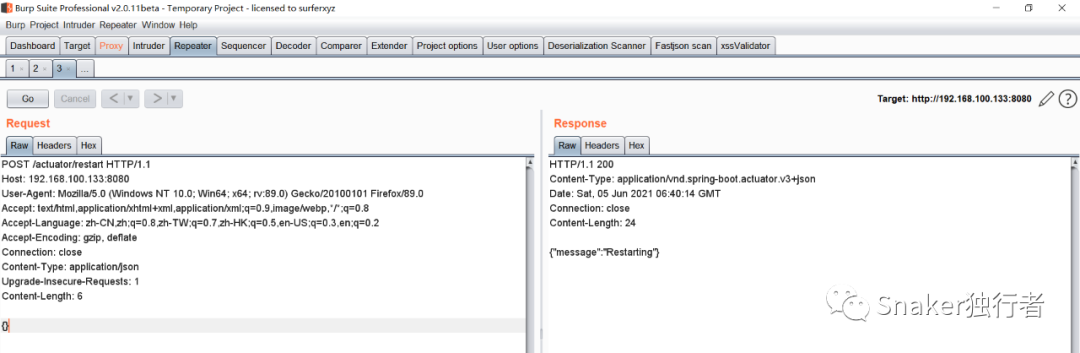 Burp Suite Professional v2.0.11beta - Temporary Project - licensed to surferxyz
Burp Project Intruder Repeater Window Help
Dashboard Target Proxy Intruder Repeater Sequencer Decoder Comparer Extender Project options User options Deserialization Scanner Fastjson scan xssValidator
1 × 2 × 3 × ...
Go Cancel < > Target: http://192.168.100.133:8080 ?
Request
Raw Headers Hex
POST /actuator/restart HTTP/1.1
Host: 192.168.100.133:8080
User-Agent: Mozilla/5.0 (Windows NT 10.0; Win64; x64; rv:89.0) Gecko/20100101 Firefox/89.0
Accept: text/html,application/xhtml+xml,application/xml;q=0.9,image/webp,*/*;q=0.8
Accept-Language: zh-CN,zh;q=0.8,zh-TW;q=0.7,zh-HK;q=0.5,en-US;q=0.3,en;q=0.2
Accept-Encoding: gzip, deflate
Connection: close
Content-Type: application/json
Upgrade-Insecure-Requests: 1
Content-Length: 6
{}
Response
Raw Headers Hex
HTTP/1.1 200
Content-Type: application/vnd.spring-boot.actuator.v3+json
Date: Sat, 05 Jun 2021 06:40:14 GMT
Connection: close
Content-Length: 24
{"message":"Restarting"}
Snaker独行者